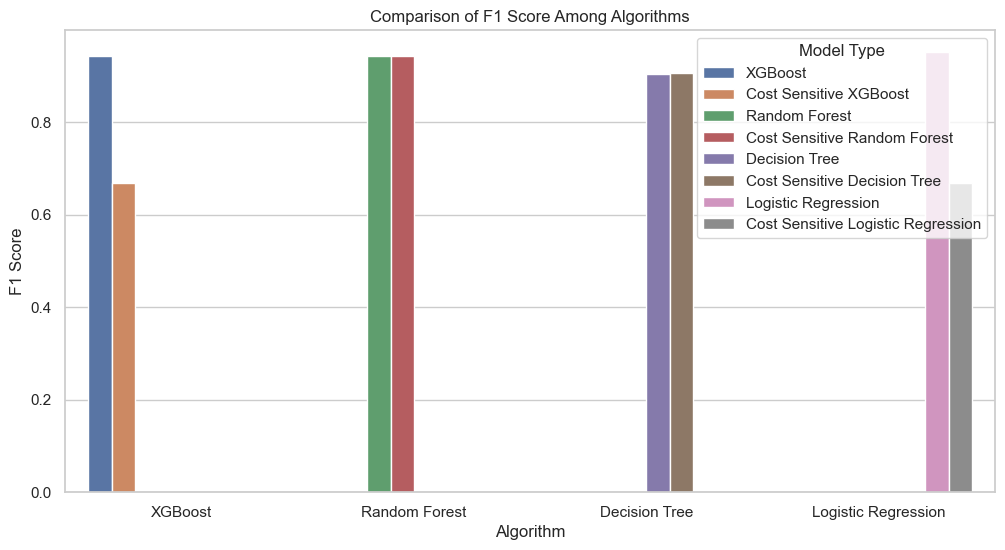 Comparison of F1 Score Among Algorithms
Model Type
XGBoost
Cost Sensitive XGBoost
Random Forest
Cost Sensitive Random Forest
Decision Tree
Cost Sensitive Decision Tree
Logistic Regression
Cost Sensitive Logistic Regression
F1 Score
0.8
0.6
0.4
0.2
0.0
XGBoost Random Forest Decision Tree Logistic Regression
Algorithm